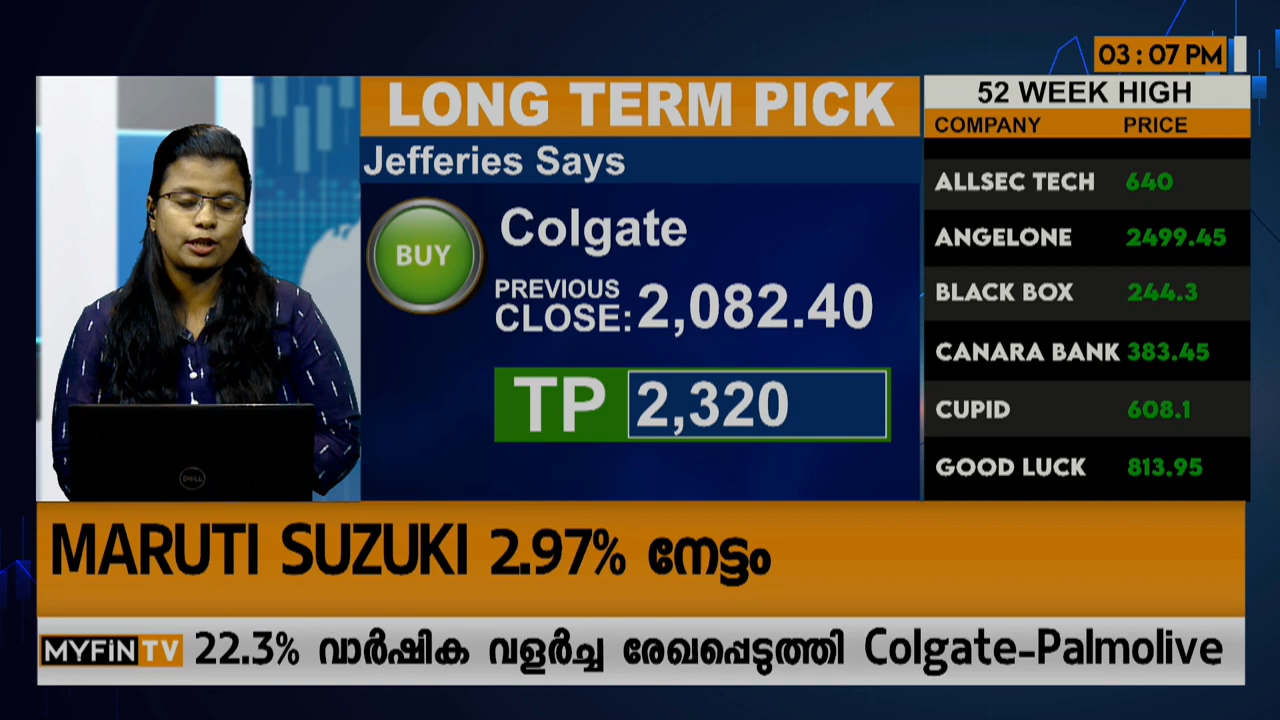 03 : 07 PM
LONG TERM PICK
Jefferies Says
BUY
Colgate
PREVIOUS CLOSE: 2,082.40
TP 2,320
52 WEEK HIGH
COMPANY PRICE
ALLSEC TECH 640
ANGELONE 2499.45
BLACK BOX 244.3
CANARA BANK 383.45
CUPID 608.1
GOOD LUCK 813.95
DELL
MARUTI SUZUKI 2.97% നേട്ടം
MYFiN TV 22.3% വാർഷിക വളർച്ച രേഖപ്പെടുത്തി Colgate-Palmolive